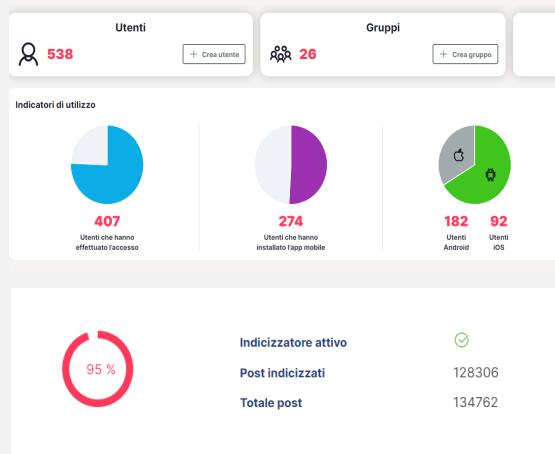 Utenti
538
+ Crea utente
Gruppi
26
+ Crea gruppo
Indicatori di utilizzo
407
Utenti che hanno
effettuato l'accesso
274
Utenti che hanno
installato l'app mobile
182
Utenti
Android
92
Utenti
iOS
95 %
Indicizzatore attivo
Post indicizzati 128306
Totale post 134762